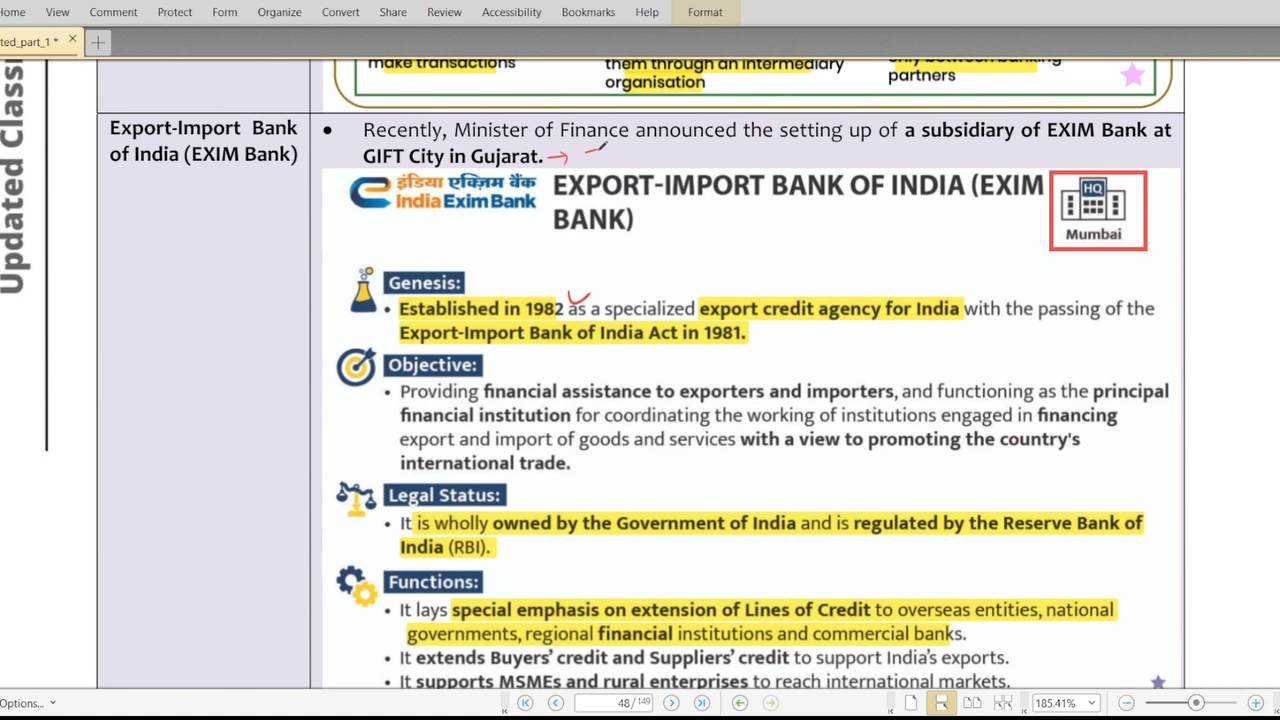 Home View Comment Protect Form Organize Convert Share Review Accessibility Bookmarks Help Format
ted_part_1 *
make transactions
them through an intermediary
organisation
only between banking
partners
Updated Classr
Export-Import Bank
of India (EXIM Bank)
• Recently, Minister of Finance announced the setting up of a subsidiary of EXIM Bank at
GIFT City in Gujarat.
इंडिया एक्ज़िम बैंक
India Exim Bank
EXPORT-IMPORT BANK OF INDIA (EXIM
BANK)
HQ
Mumbai
Genesis:
• Established in 1982 as a specialized export credit agency for India with the passing of the
Export-Import Bank of India Act in 1981.
Objective:
• Providing financial assistance to exporters and importers, and functioning as the principal
financial institution for coordinating the working of institutions engaged in financing
export and import of goods and services with a view to promoting the country's
international trade.
Legal Status:
• It is wholly owned by the Government of India and is regulated by the Reserve Bank of
India (RBI).
Functions:
• It lays special emphasis on extension of Lines of Credit to overseas entities, national
governments, regional financial institutions and commercial banks.
• It extends Buyers' credit and Suppliers' credit to support India's exports.
• It supports MSMEs and rural enterprises to reach international markets.
Options...
48 /149
185.41%